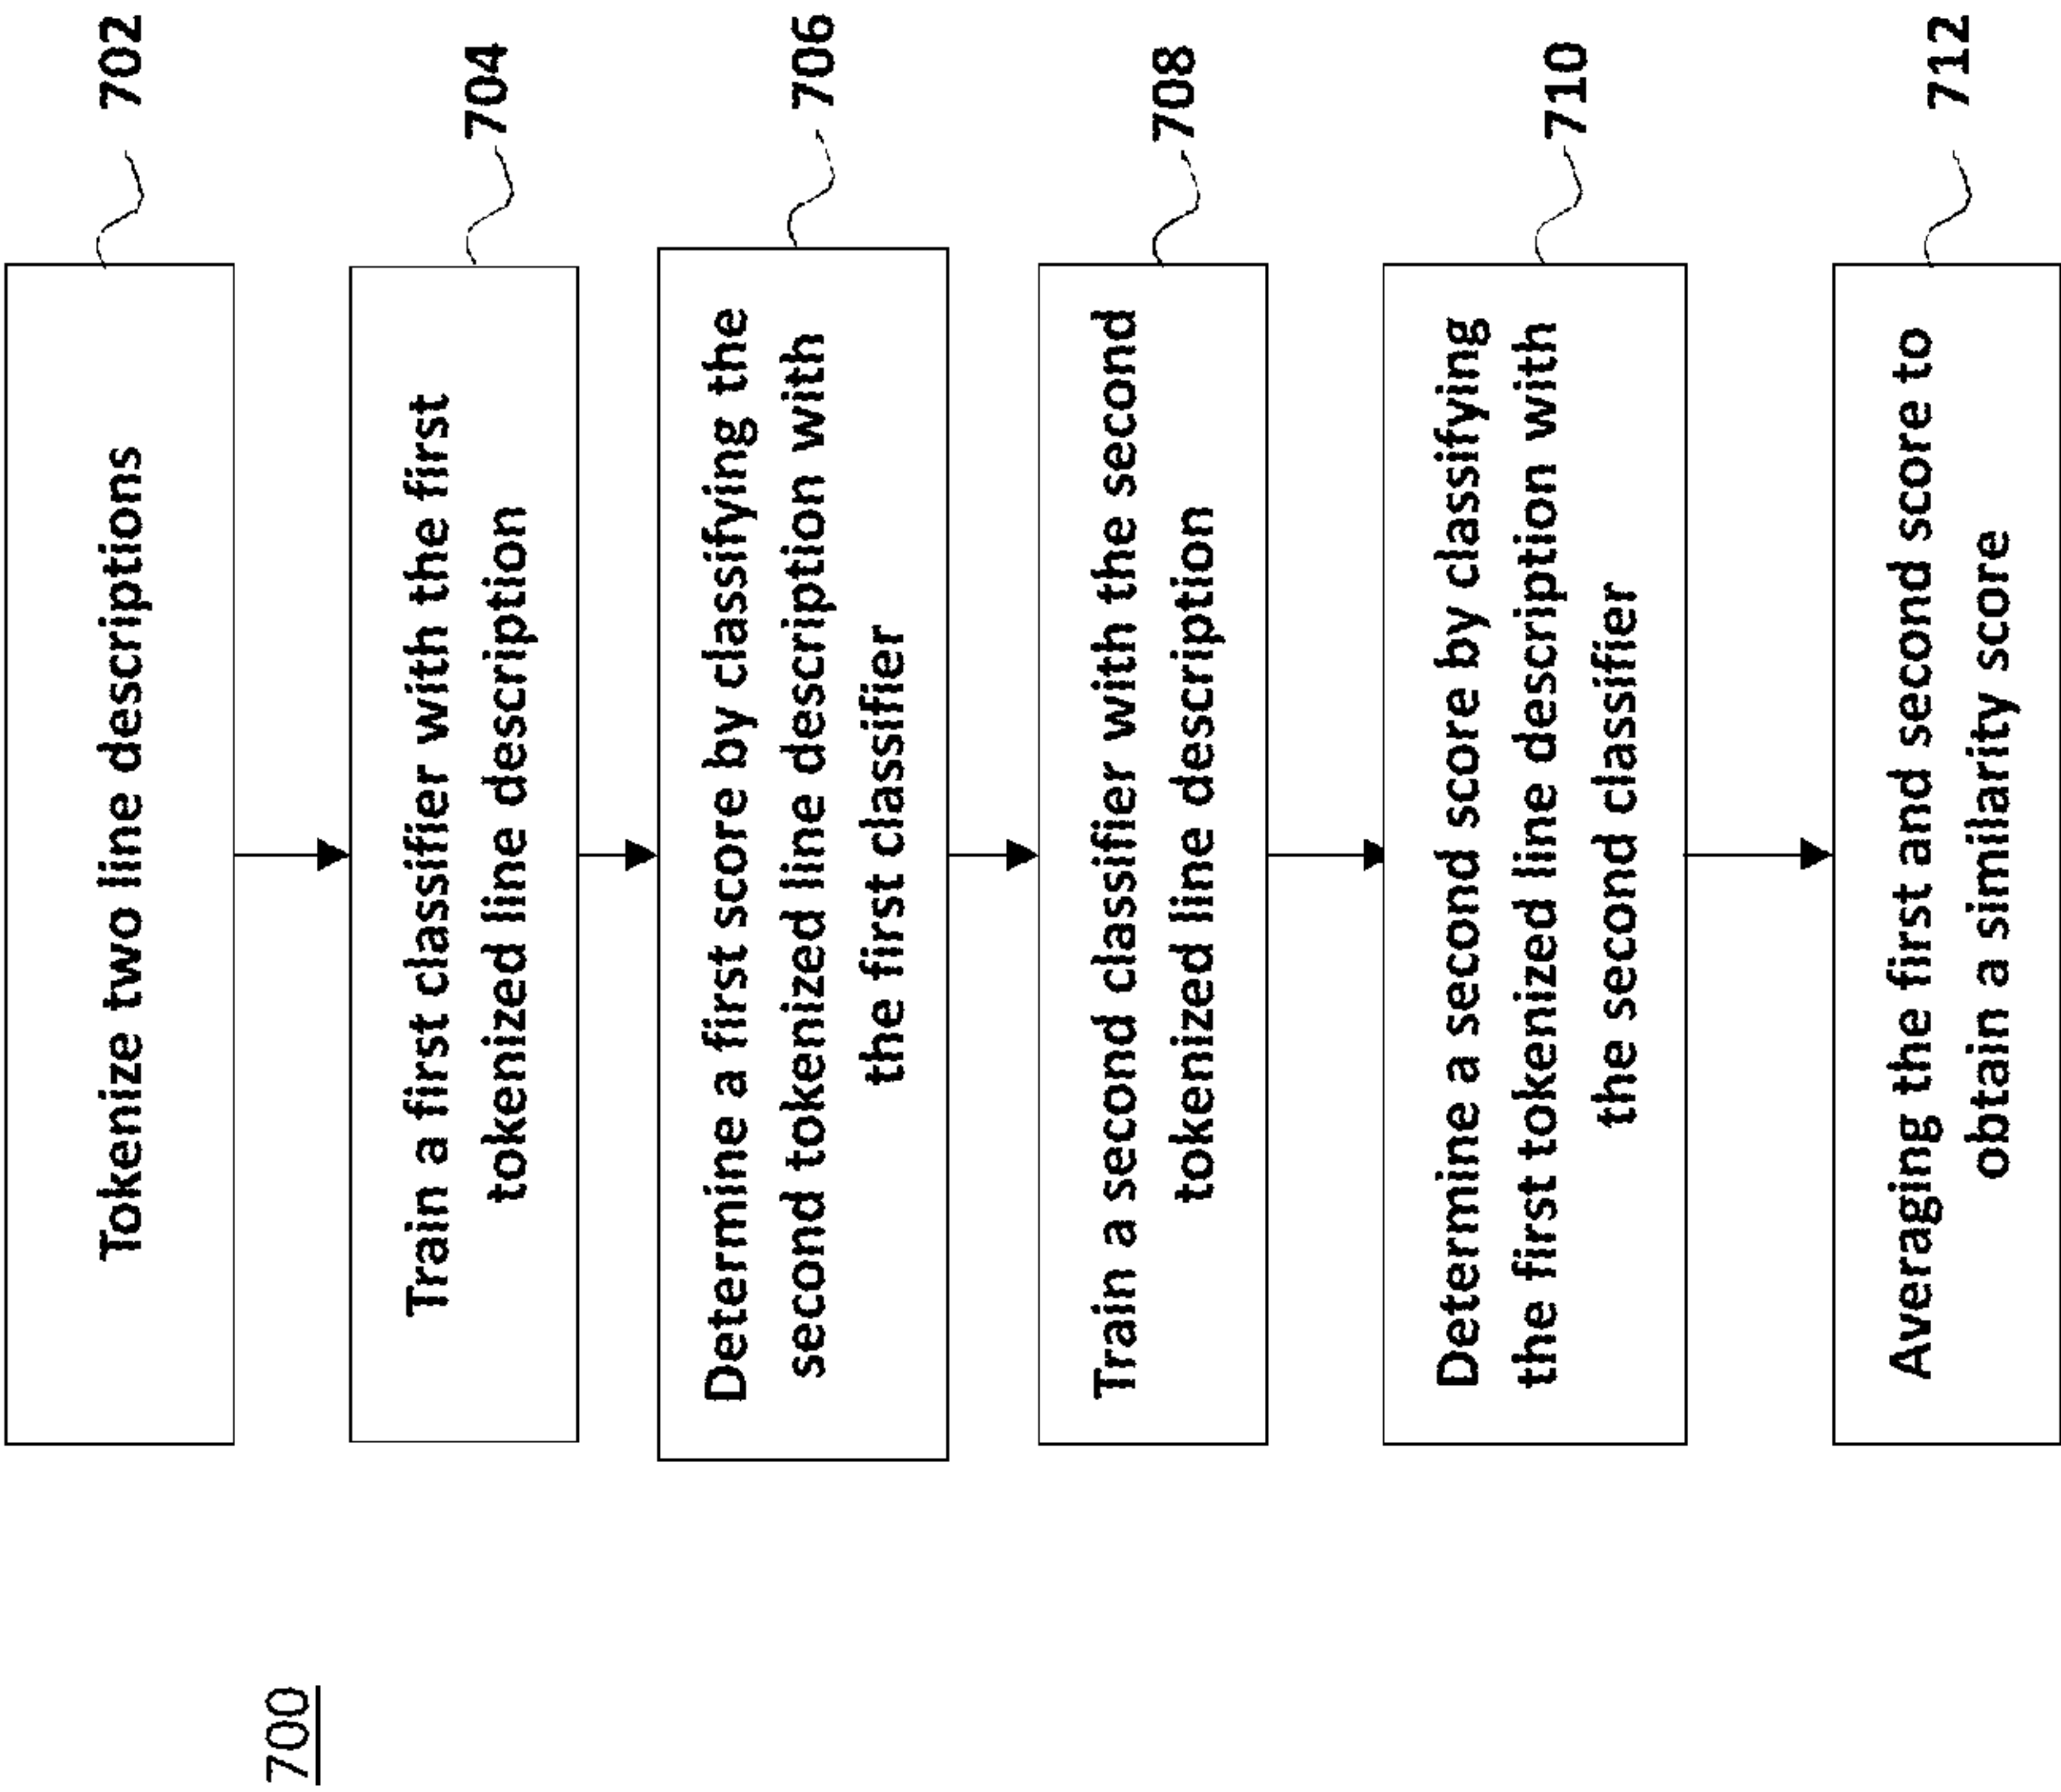 700
Tokenize two line descriptions
702
Train a first classifier with the first
tokenized line description
704
Determine a first score by classifying the
second tokenized line description with
the first classifier
706
Train a second classifier with the second
tokenized line description
708
Determine a second score by classifying
the first tokenized line description with
the second classifier
710
Averaging the first and second score to
obtain a similarity score
712